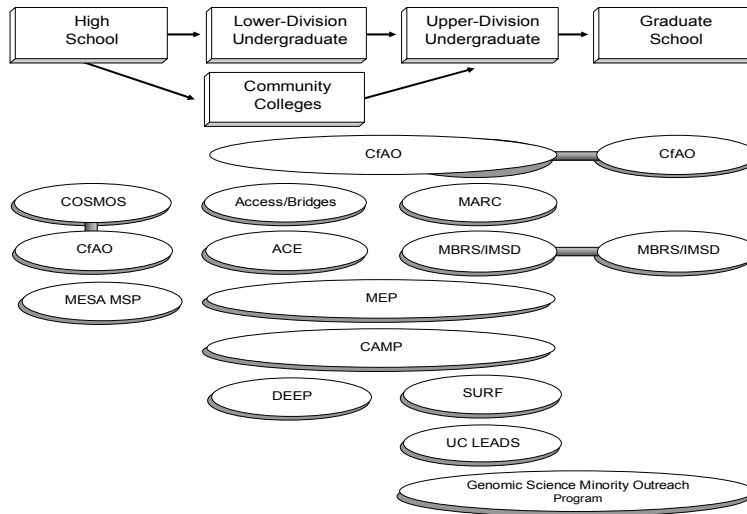 High
School
Lower-Division
Undergraduate
Upper-Division
Undergraduate
Graduate
School
Community
Colleges
CfAO
CfAO
COSMOS
Access/Bridges
MARC
CfAO
ACE
MBRS/IMSD
MBRS/IMSD
MESA MSP
MEP
CAMP
DEEP
SURF
UC LEADS
Genomic Science Minority Outreach
Program